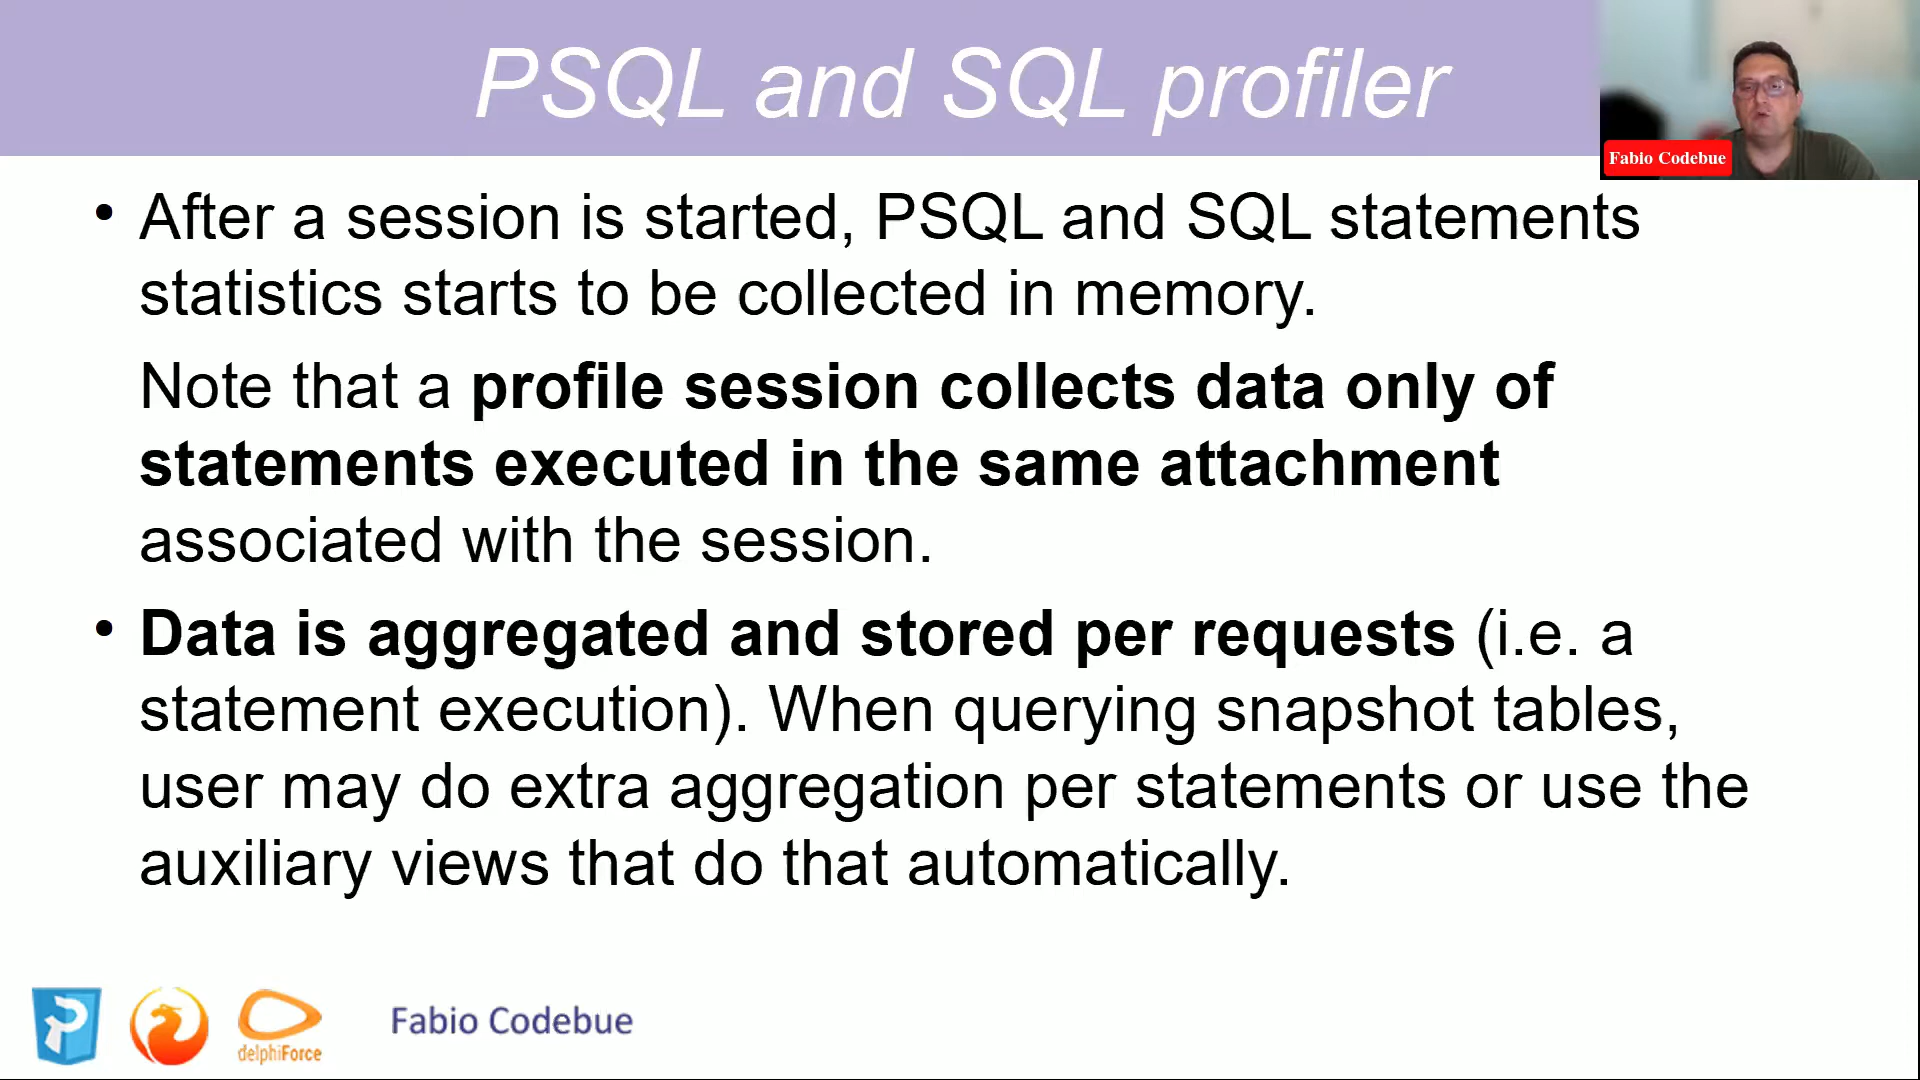 PSQL and SQL profiler
Fabio Codebue
• After a session is started, PSQL and SQL statements
statistics starts to be collected in memory.
Note that a profile session collects data only of
statements executed in the same attachment
associated with the session.
• Data is aggregated and stored per requests (i.e. a
statement execution). When querying snapshot tables,
user may do extra aggregation per statements or use the
auxiliary views that do that automatically.
delphiForce
Fabio Codebue